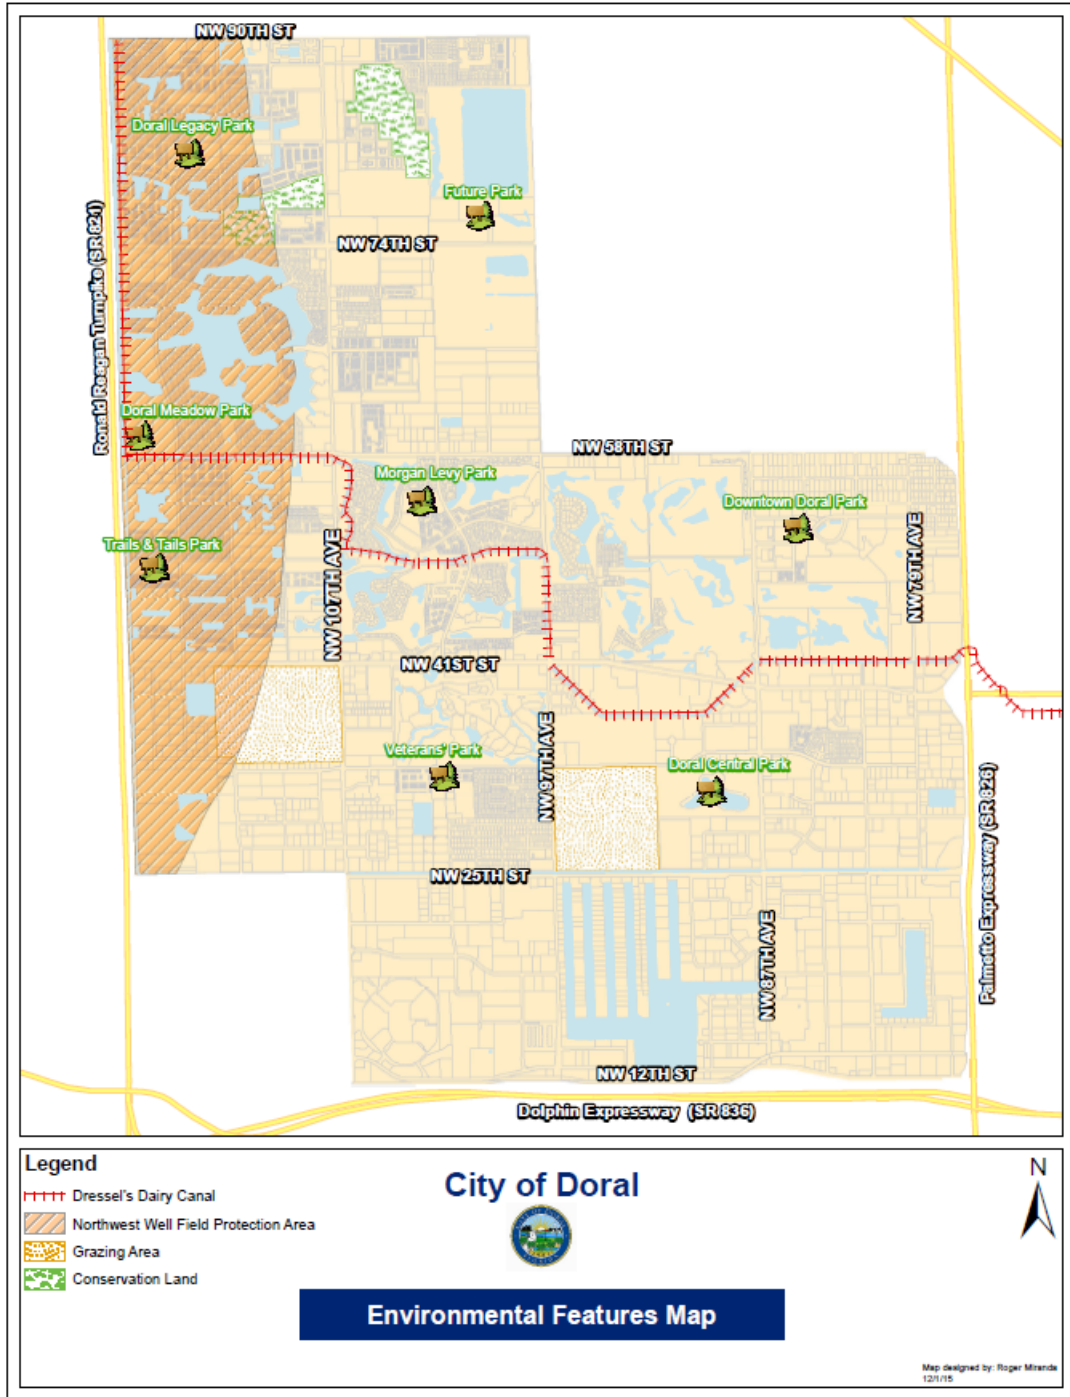 NW 90TH ST
Doral Legacy Park
Future Park
NW 74TH ST
Ronald Reagan Turnpike (SR 821)
Doral Meadow Park
NW 58TH ST
Morgan Levy Park
Downtown Doral Park
Trails & Tails Park
NW 107TH AVE
NW 79TH AVE
NW 41ST ST
NW 97TH AVE
Veterans' Park
Doral Central Park
Palmetto Expressway (SR 826)
NW 25TH ST
NW 87TH AVE
NW 12TH ST
Dolphin Expressway (SR 836)
Legend
Dressel's Dairy Canal
Northwest Well Field Protection Area
Grazing Area
Conservation Land
City of Doral
N
Environmental Features Map
Map designed by: Roger Miranda
12/1/15